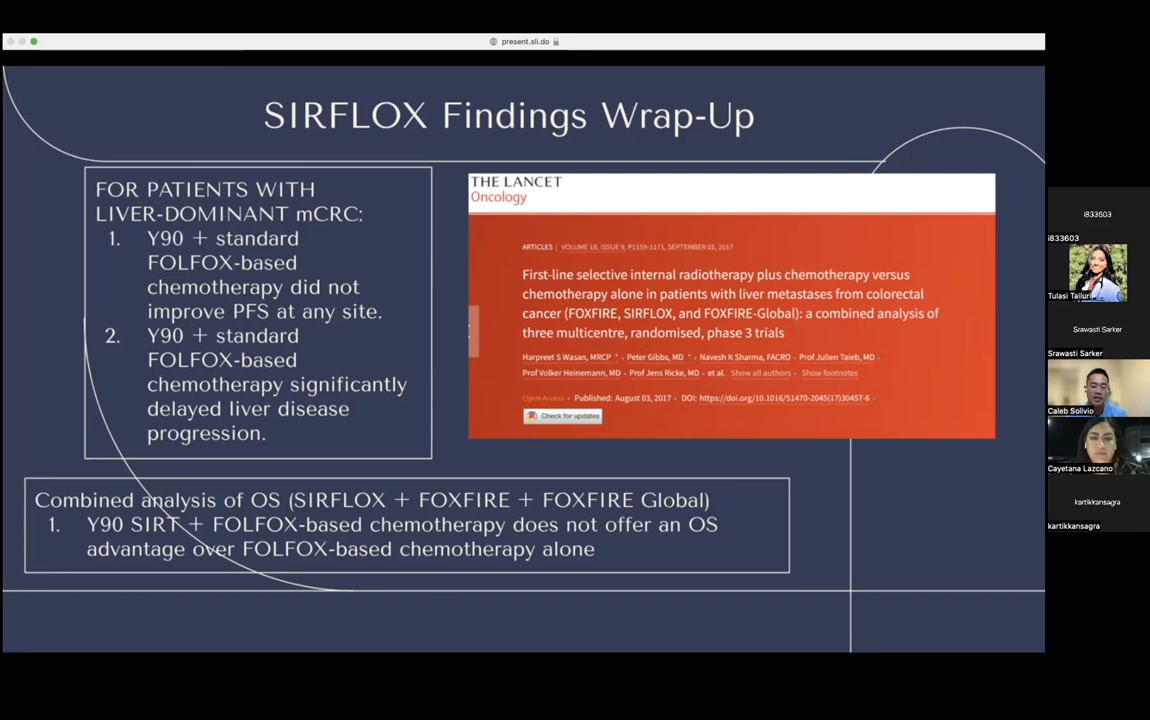 present.sli.do
SIRFLOX Findings Wrap-Up
FOR PATIENTS WITH
LIVER-DOMINANT mCRC:
1. Y90 + standard
FOLFOX-based
chemotherapy did not
improve PFS at any site.
2. Y90 + standard
FOLFOX-based
chemotherapy significantly
delayed liver disease
progression.
THE LANCET
Oncology
ARTICLES | VOLUME 18, ISSUE 9, P1159-1171, SEPTEMBER 01, 2017
First-line selective internal radiotherapy plus chemotherapy versus
chemotherapy alone in patients with liver metastases from colorectal
cancer (FOXFIRE, SIRFLOX, and FOXFIRE-Global): a combined analysis of
three multicentre, randomised, phase 3 trials
Harpreet S Wasan, MRCP * • Peter Gibbs, MD * • Navesh K Sharma, FACRO • Prof Julien Taieb, MD •
Prof Volker Heinemann, MD • Prof Jens Ricke, MD • et al. Show all authors • Show footnotes
Open Access • Published: August 03, 2017 • DOI: https://doi.org/10.1016/S1470-2045(17)30457-6 •
Check for updates
Combined analysis of OS (SIRFLOX + FOXFIRE + FOXFIRE Global)
1. Y90 SIRT + FOLFOX-based chemotherapy does not offer an OS
advantage over FOLFOX-based chemotherapy alone
i833603
i833603
Tulasi Talluri
Srawasti Sarker
Srawasti Sarker
Caleb Solivio
Cayetana Lazcano
kartikkansagra
kartikkansagra